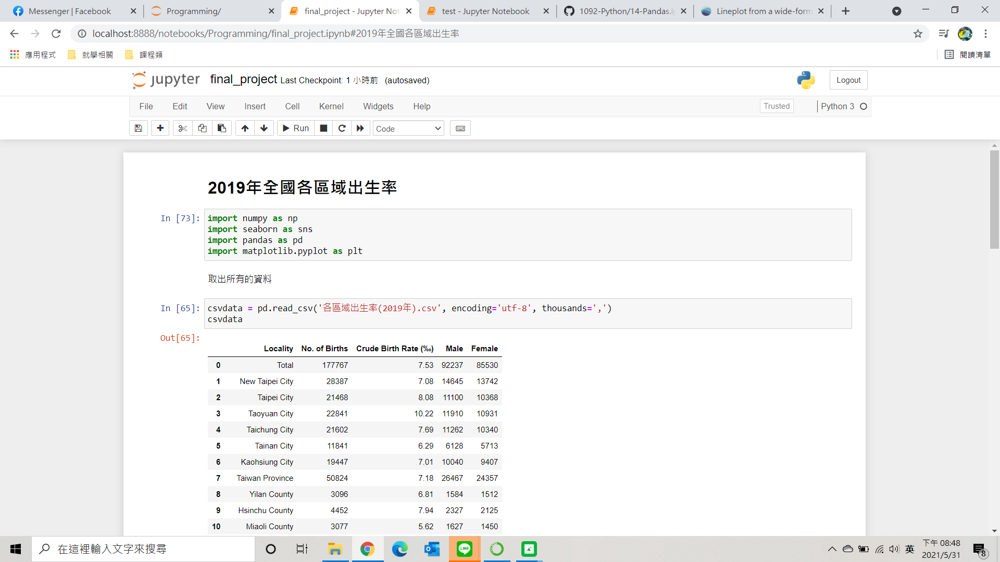 Messenger | Facebook
Programming/
final_project - Jupyter Not
test - Jupyter Notebook
1092-Python/14-Pandas.i
Lineplot from a wide-form
localhost:8888/notebooks/Programming/final_project.ipynb#2019年全國各區域出生率
應用程式
就學相關
課程類
閱讀清單
jupyter final_project Last Checkpoint: 1 小時前 (autosaved)
Logout
File Edit View Insert Cell Kernel Widgets Help
Trusted
Python 3
Run
Code
2019年全國各區域出生率
In [73]: import numpy as np
import seaborn as sns
import pandas as pd
import matplotlib.pyplot as plt
取出所有的資料
In [65]: csvdata = pd.read_csv('各區域出生率(2019年).csv', encoding='utf-8', thousands=',')
csvdata
Out[65]:
Locality No. of Births Crude Birth Rate (‰) Male Female
0 Total 177767 7.53 92237 85530
1 New Taipei City 28387 7.08 14645 13742
2 Taipei City 21468 8.08 11100 10368
3 Taoyuan City 22841 10.22 11910 10931
4 Taichung City 21602 7.69 11262 10340
5 Tainan City 11841 6.29 6128 5713
6 Kaohsiung City 19447 7.01 10040 9407
7 Taiwan Province 50824 7.18 26467 24357
8 Yilan County 3096 6.81 1584 1512
9 Hsinchu County 4452 7.94 2327 2125
10 Miaoli County 3077 5.62 1627 1450
在這裡輸入文字來搜尋
LINE
英
下午 08:48
2021/5/31
8